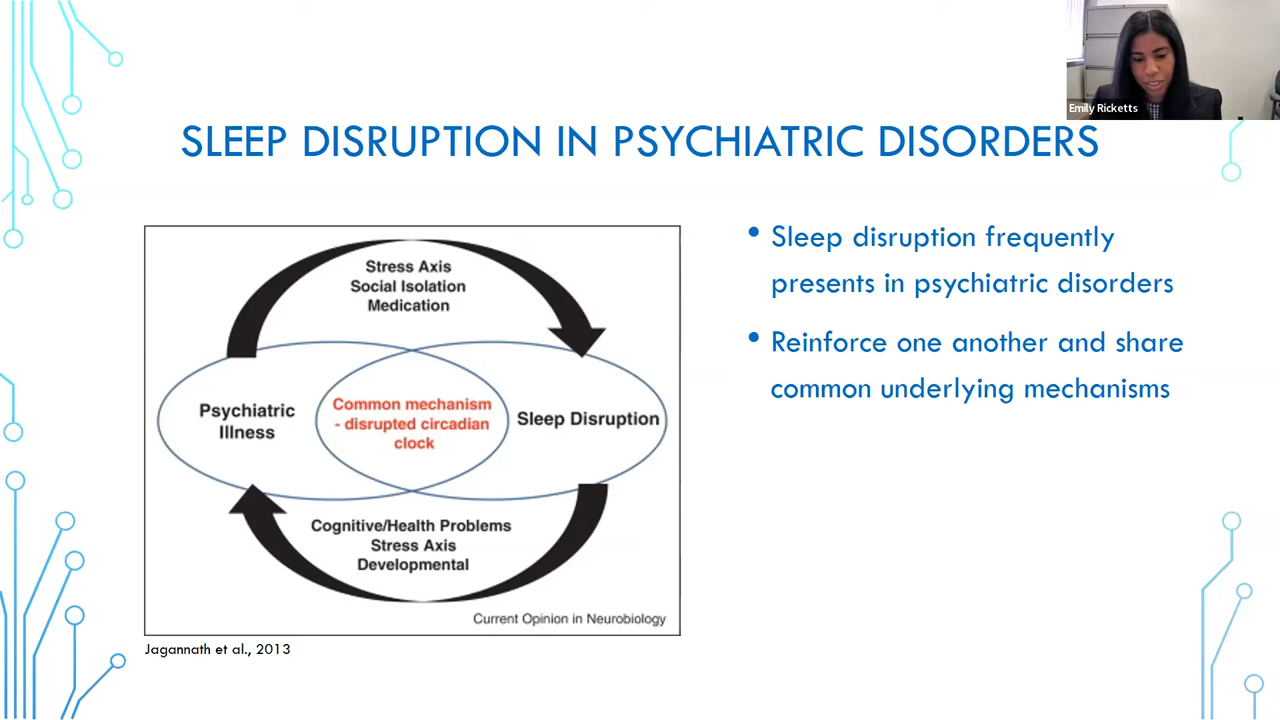 Emily Ricketts
SLEEP DISRUPTION IN PSYCHIATRIC DISORDERS
Stress Axis
Social Isolation
Medication
Psychiatric
Illness
Common mechanism
- disrupted circadian
clock
Sleep Disruption
Cognitive/Health Problems
Stress Axis
Developmental
Current Opinion in Neurobiology
Jagannath et al., 2013
• Sleep disruption frequently
presents in psychiatric disorders
• Reinforce one another and share
common underlying mechanisms